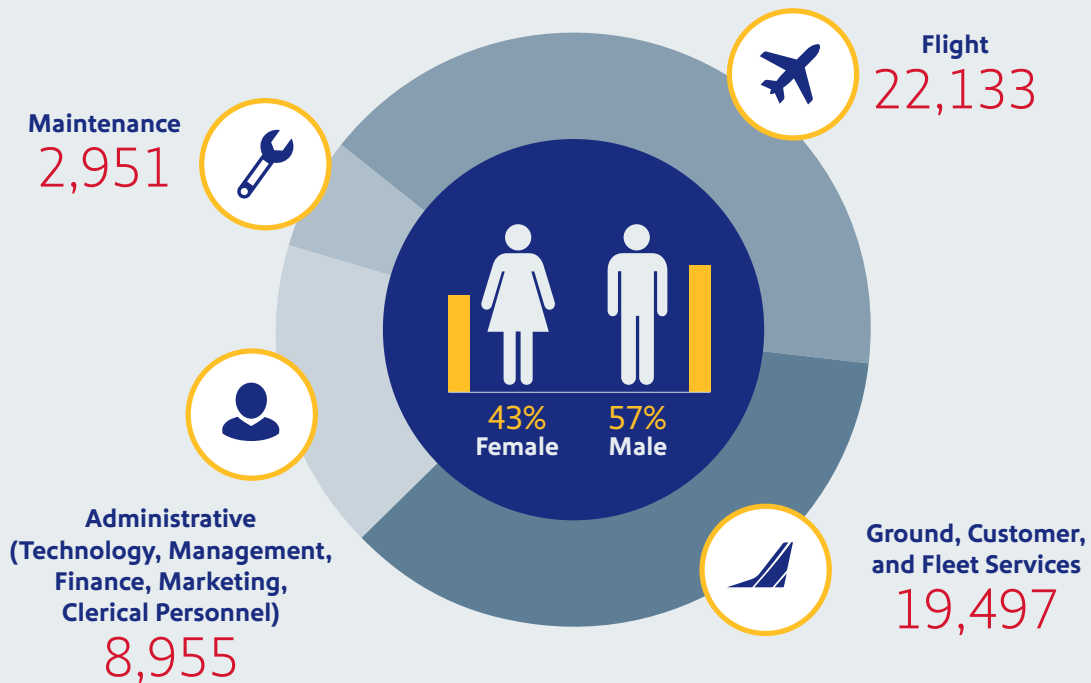 Flight
22,133
Maintenance
2,951
43%
Female
57%
Male
Administrative
(Technology, Management,
Finance, Marketing,
Clerical Personnel)
8,955
Ground, Customer,
and Fleet Services
19,497